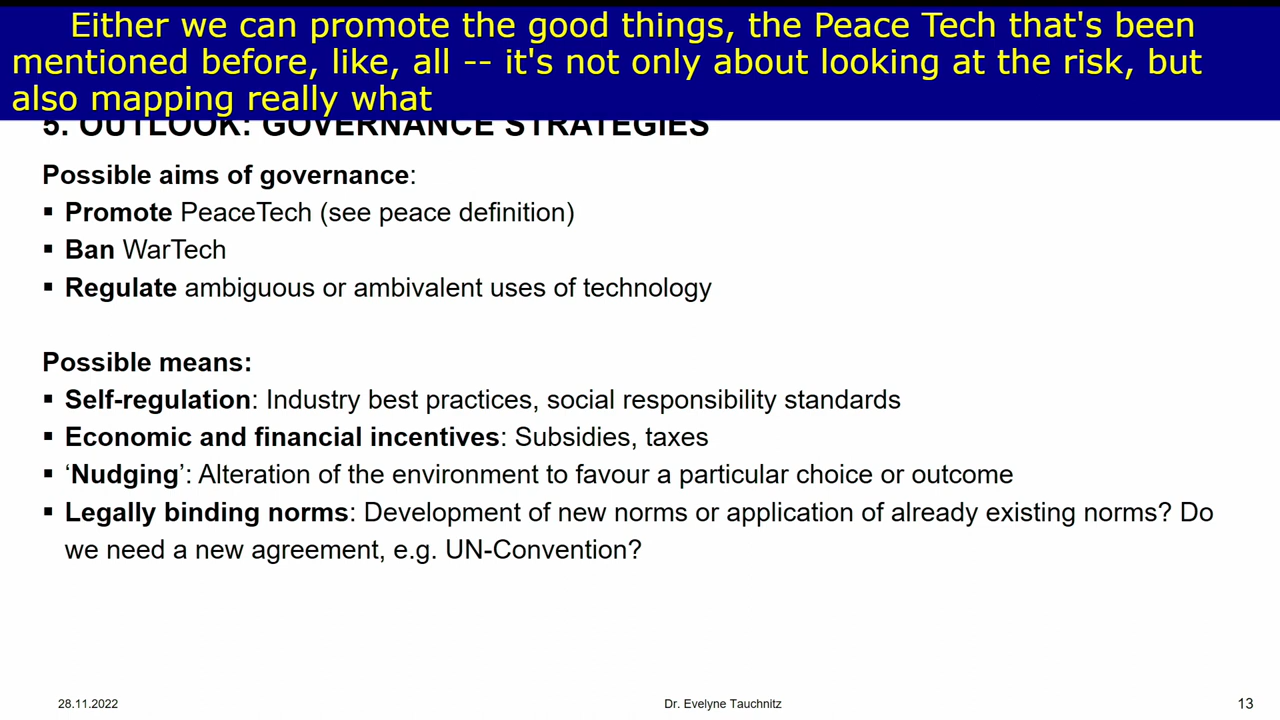 Either we can promote the good things, the Peace Tech that's been
mentioned before, like, all -- it's not only about looking at the risk, but
also mapping really what
5. OUTLOOK: GOVERNANCE STRATEGIES
Possible aims of governance:
▪ Promote PeaceTech (see peace definition)
▪ Ban WarTech
▪ Regulate ambiguous or ambivalent uses of technology
Possible means:
▪ Self-regulation: Industry best practices, social responsibility standards
▪ Economic and financial incentives: Subsidies, taxes
▪ ‘Nudging’: Alteration of the environment to favour a particular choice or outcome
▪ Legally binding norms: Development of new norms or application of already existing norms? Do
we need a new agreement, e.g. UN-Convention?
28.11.2022 Dr. Evelyne Tauchnitz 13